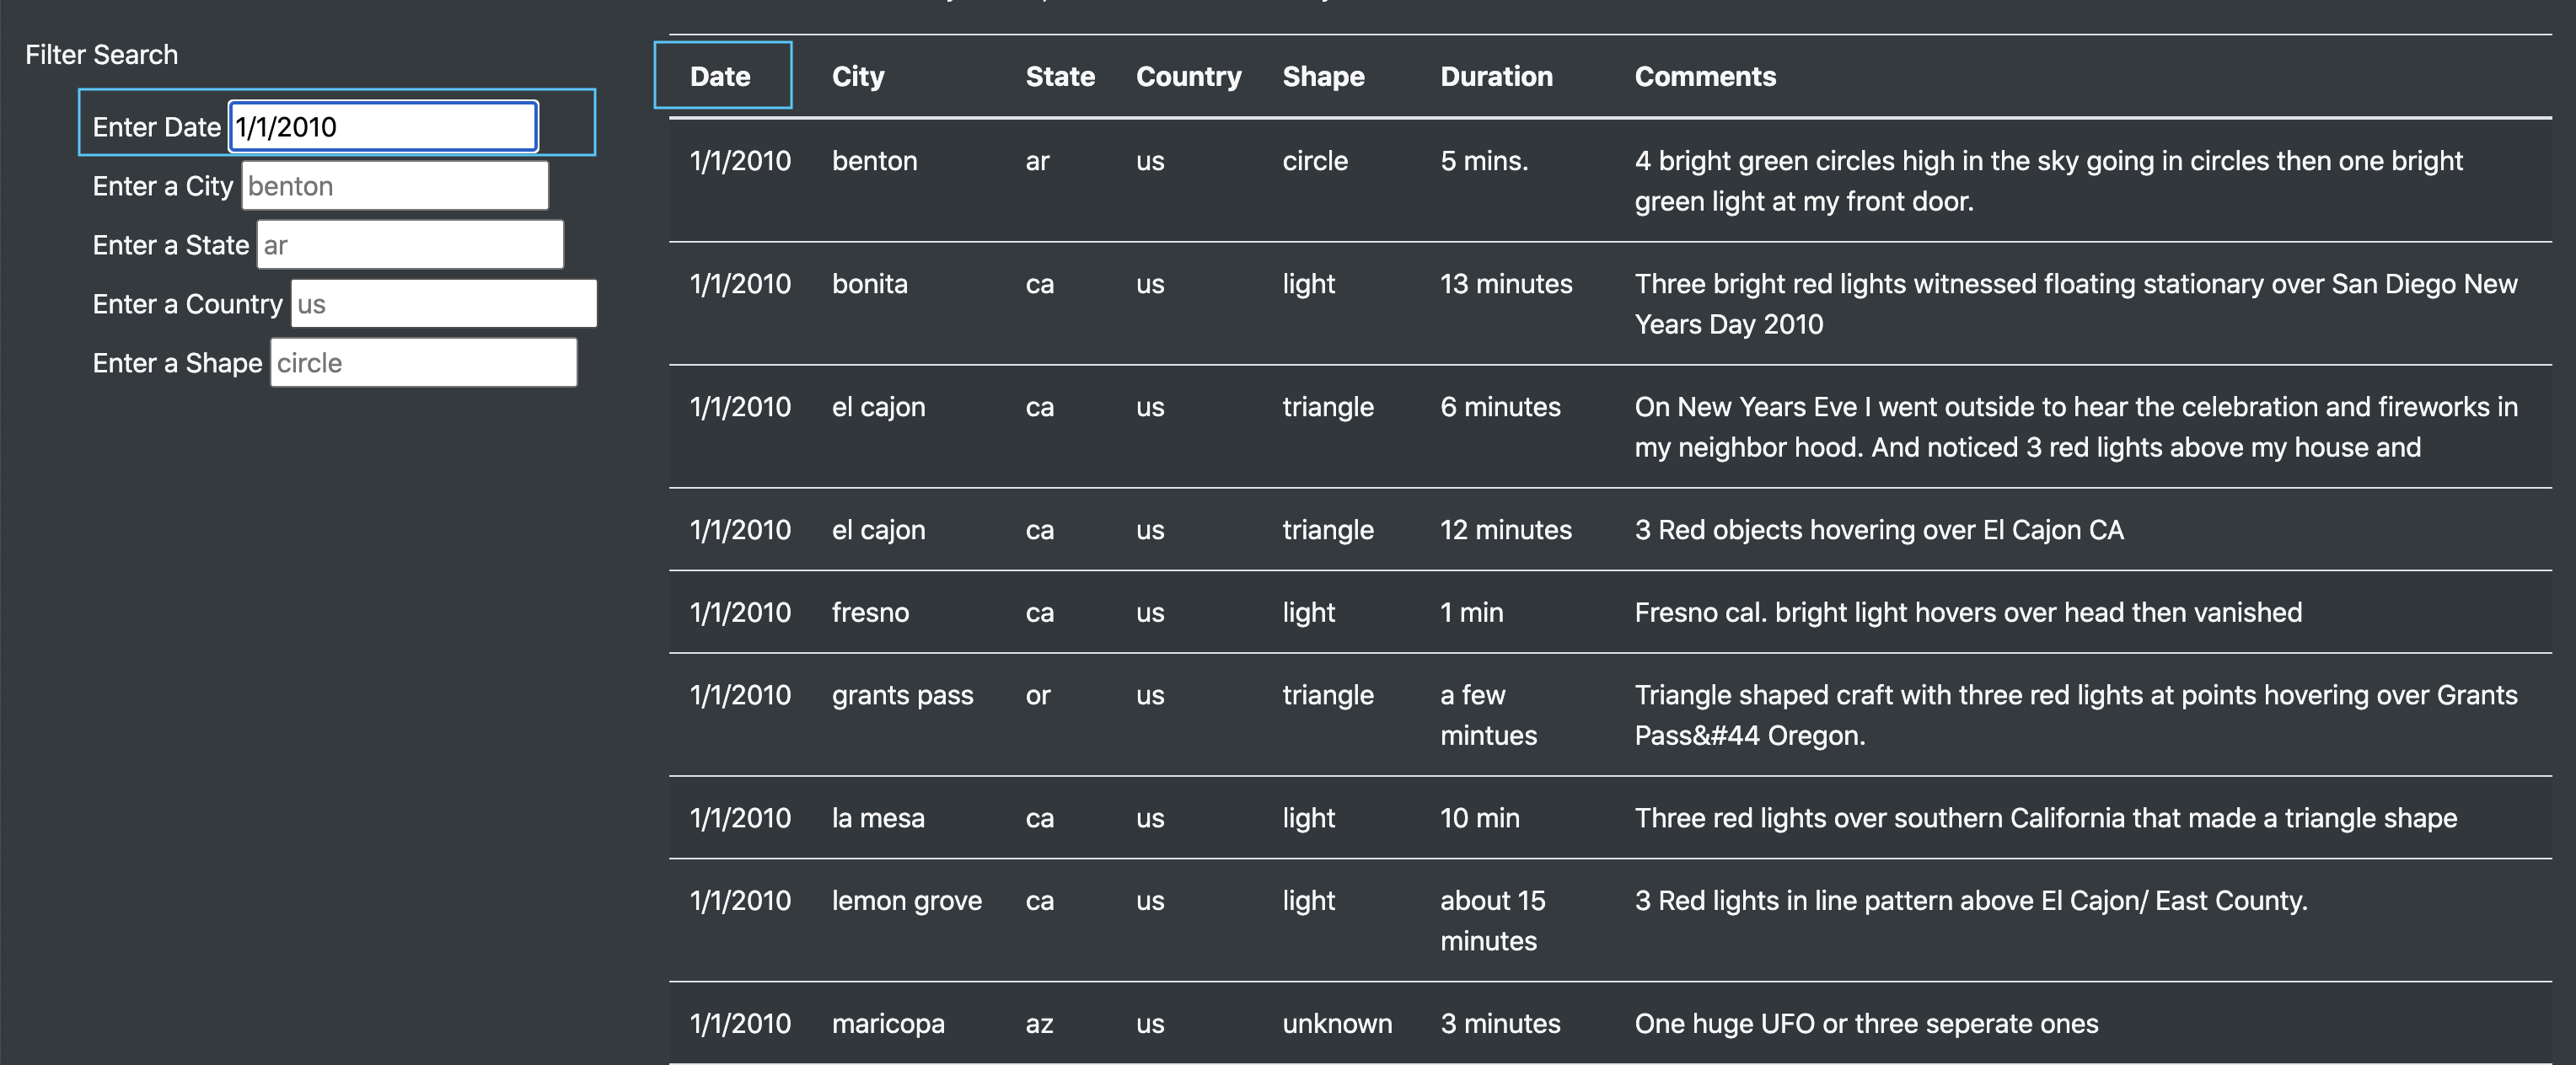 Filter Search
Enter Date 1/1/2010
Enter a City benton
Enter a State ar
Enter a Country us
Enter a Shape circle
Date City State Country Shape Duration Comments
1/1/2010 benton ar us circle 5 mins. 4 bright green circles high in the sky going in circles then one bright
green light at my front door.
1/1/2010 bonita ca us light 13 minutes Three bright red lights witnessed floating stationary over San Diego New
Years Day 2010
1/1/2010 el cajon ca us triangle 6 minutes On New Years Eve I went outside to hear the celebration and fireworks in
my neighbor hood. And noticed 3 red lights above my house and
1/1/2010 el cajon ca us triangle 12 minutes 3 Red objects hovering over El Cajon CA
1/1/2010 fresno ca us light 1 min Fresno cal. bright light hovers over head then vanished
1/1/2010 grants pass or us triangle a few Triangle shaped craft with three red lights at points hovering over Grants
mintues Pass&#44 Oregon.
1/1/2010 la mesa ca us light 10 min Three red lights over southern California that made a triangle shape
1/1/2010 lemon grove ca us light about 15 3 Red lights in line pattern above El Cajon/ East County.
minutes
1/1/2010 maricopa az us unknown 3 minutes One huge UFO or three seperate ones